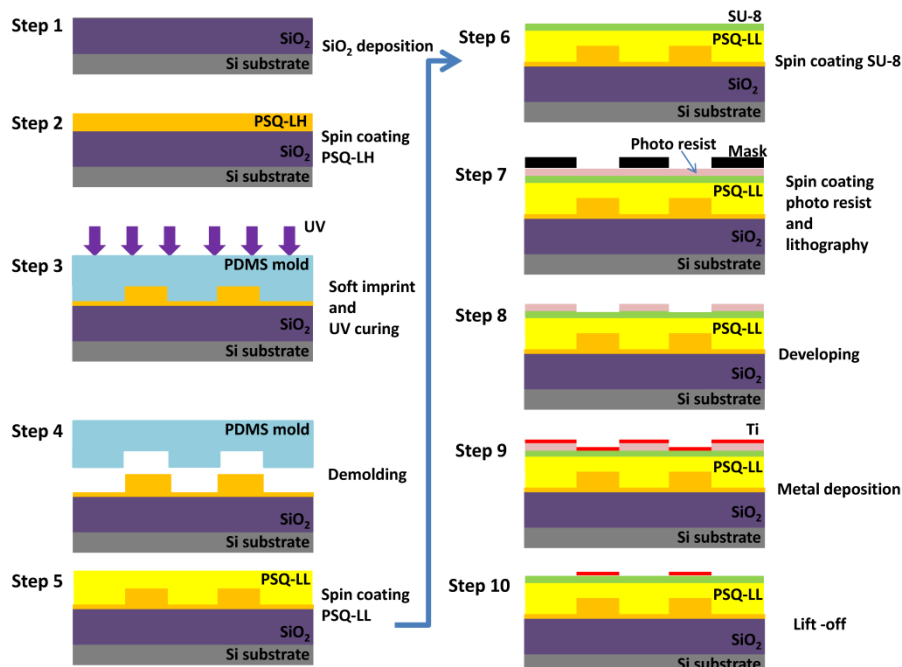 Step 1
SiO₂
SiO₂ deposition
Si substrate
Step 2
PSQ-LH
Spin coating
PSQ-LH
SiO₂
Si substrate
UV
Step 3
PDMS mold
Soft imprint
and
UV curing
SiO₂
Si substrate
Step 4
PDMS mold
Demolding
SiO₂
Si substrate
Step 5
PSQ-LL
Spin coating
PSQ-LL
SiO₂
Si substrate
SU-8
Step 6
PSQ-LL
Spin coating SU-8
SiO₂
Si substrate
Photo resist
Mask
Step 7
PSQ-LL
Spin coating
photo resist
and
lithography
SiO₂
Si substrate
Step 8
PSQ-LL
Developing
SiO₂
Si substrate
Ti
Step 9
PSQ-LL
Metal deposition
SiO₂
Si substrate
Step 10
PSQ-LL
Lift -off
SiO₂
Si substrate